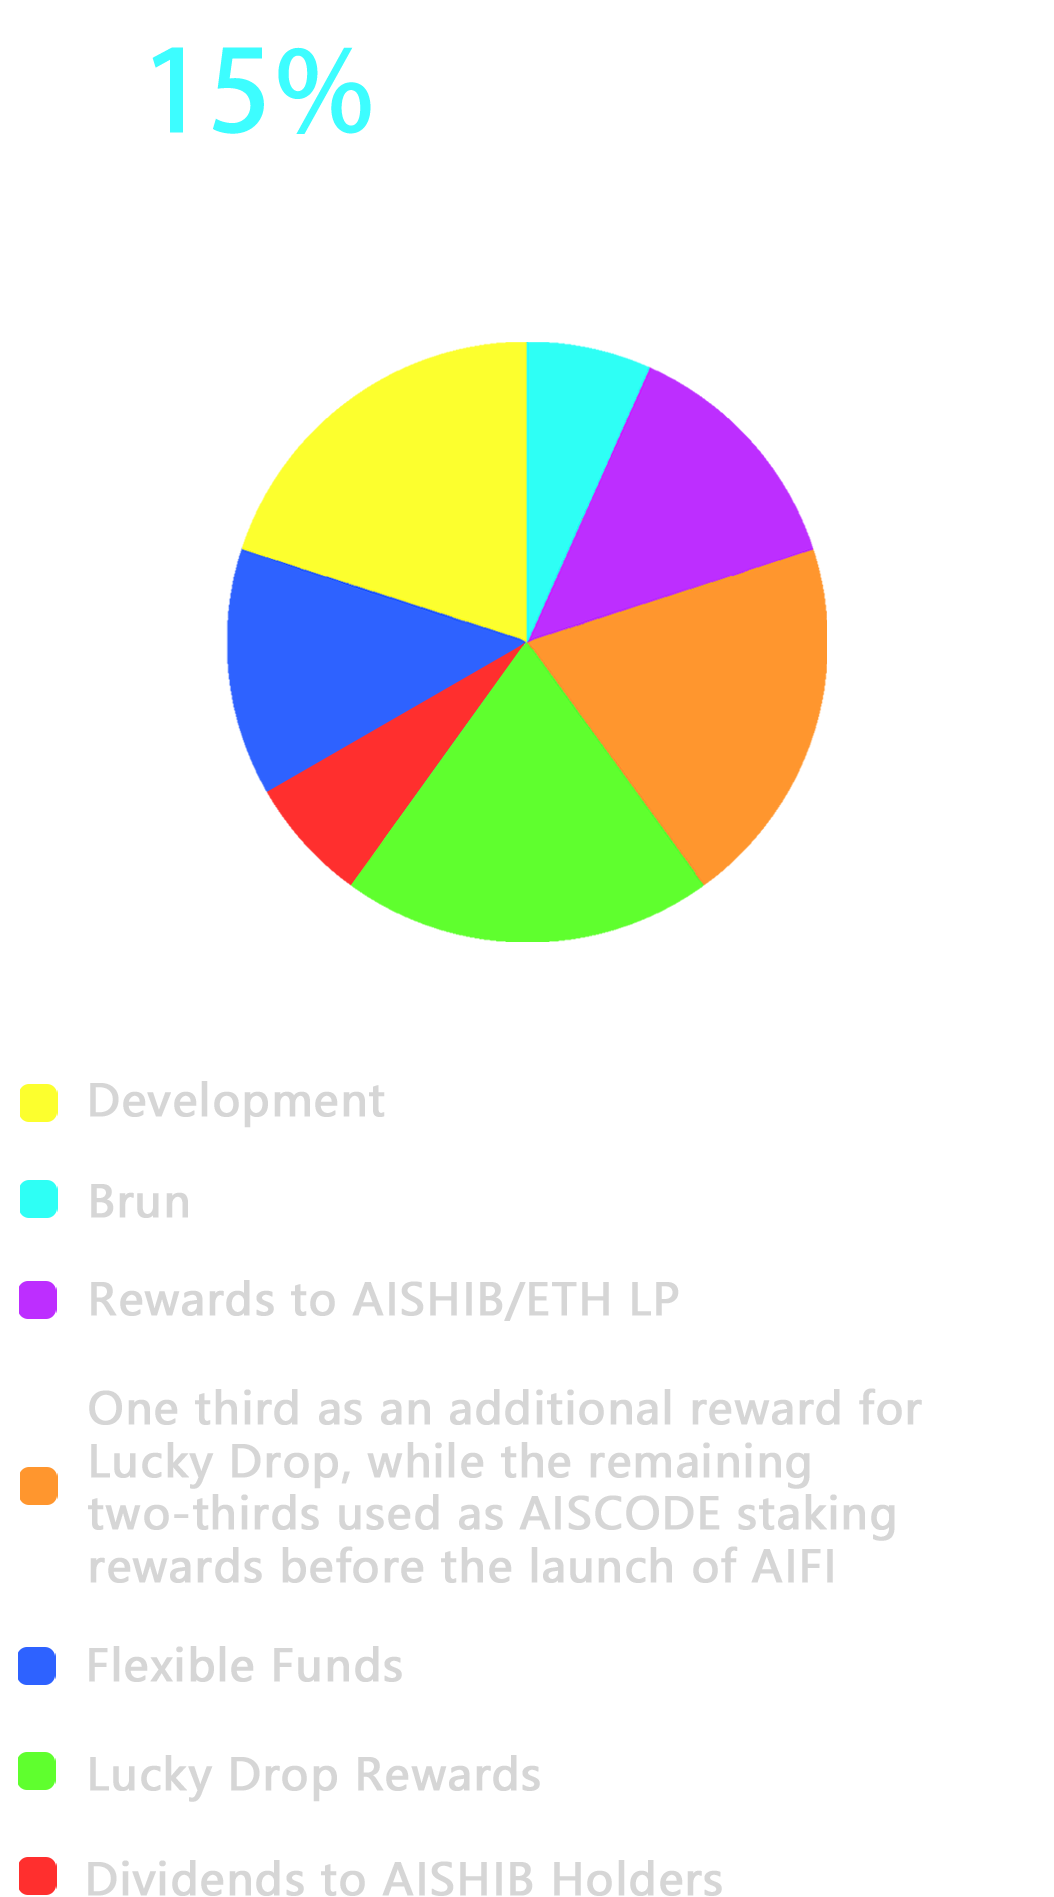 15%
Development
Brun
Rewards to AISHIB/ETH LP
One third as an additional reward for
Lucky Drop, while the remaining
two-thirds used as AISCODE staking
rewards before the launch of AIFI
Flexible Funds
Lucky Drop Rewards
Dividends to AISHIB Holders